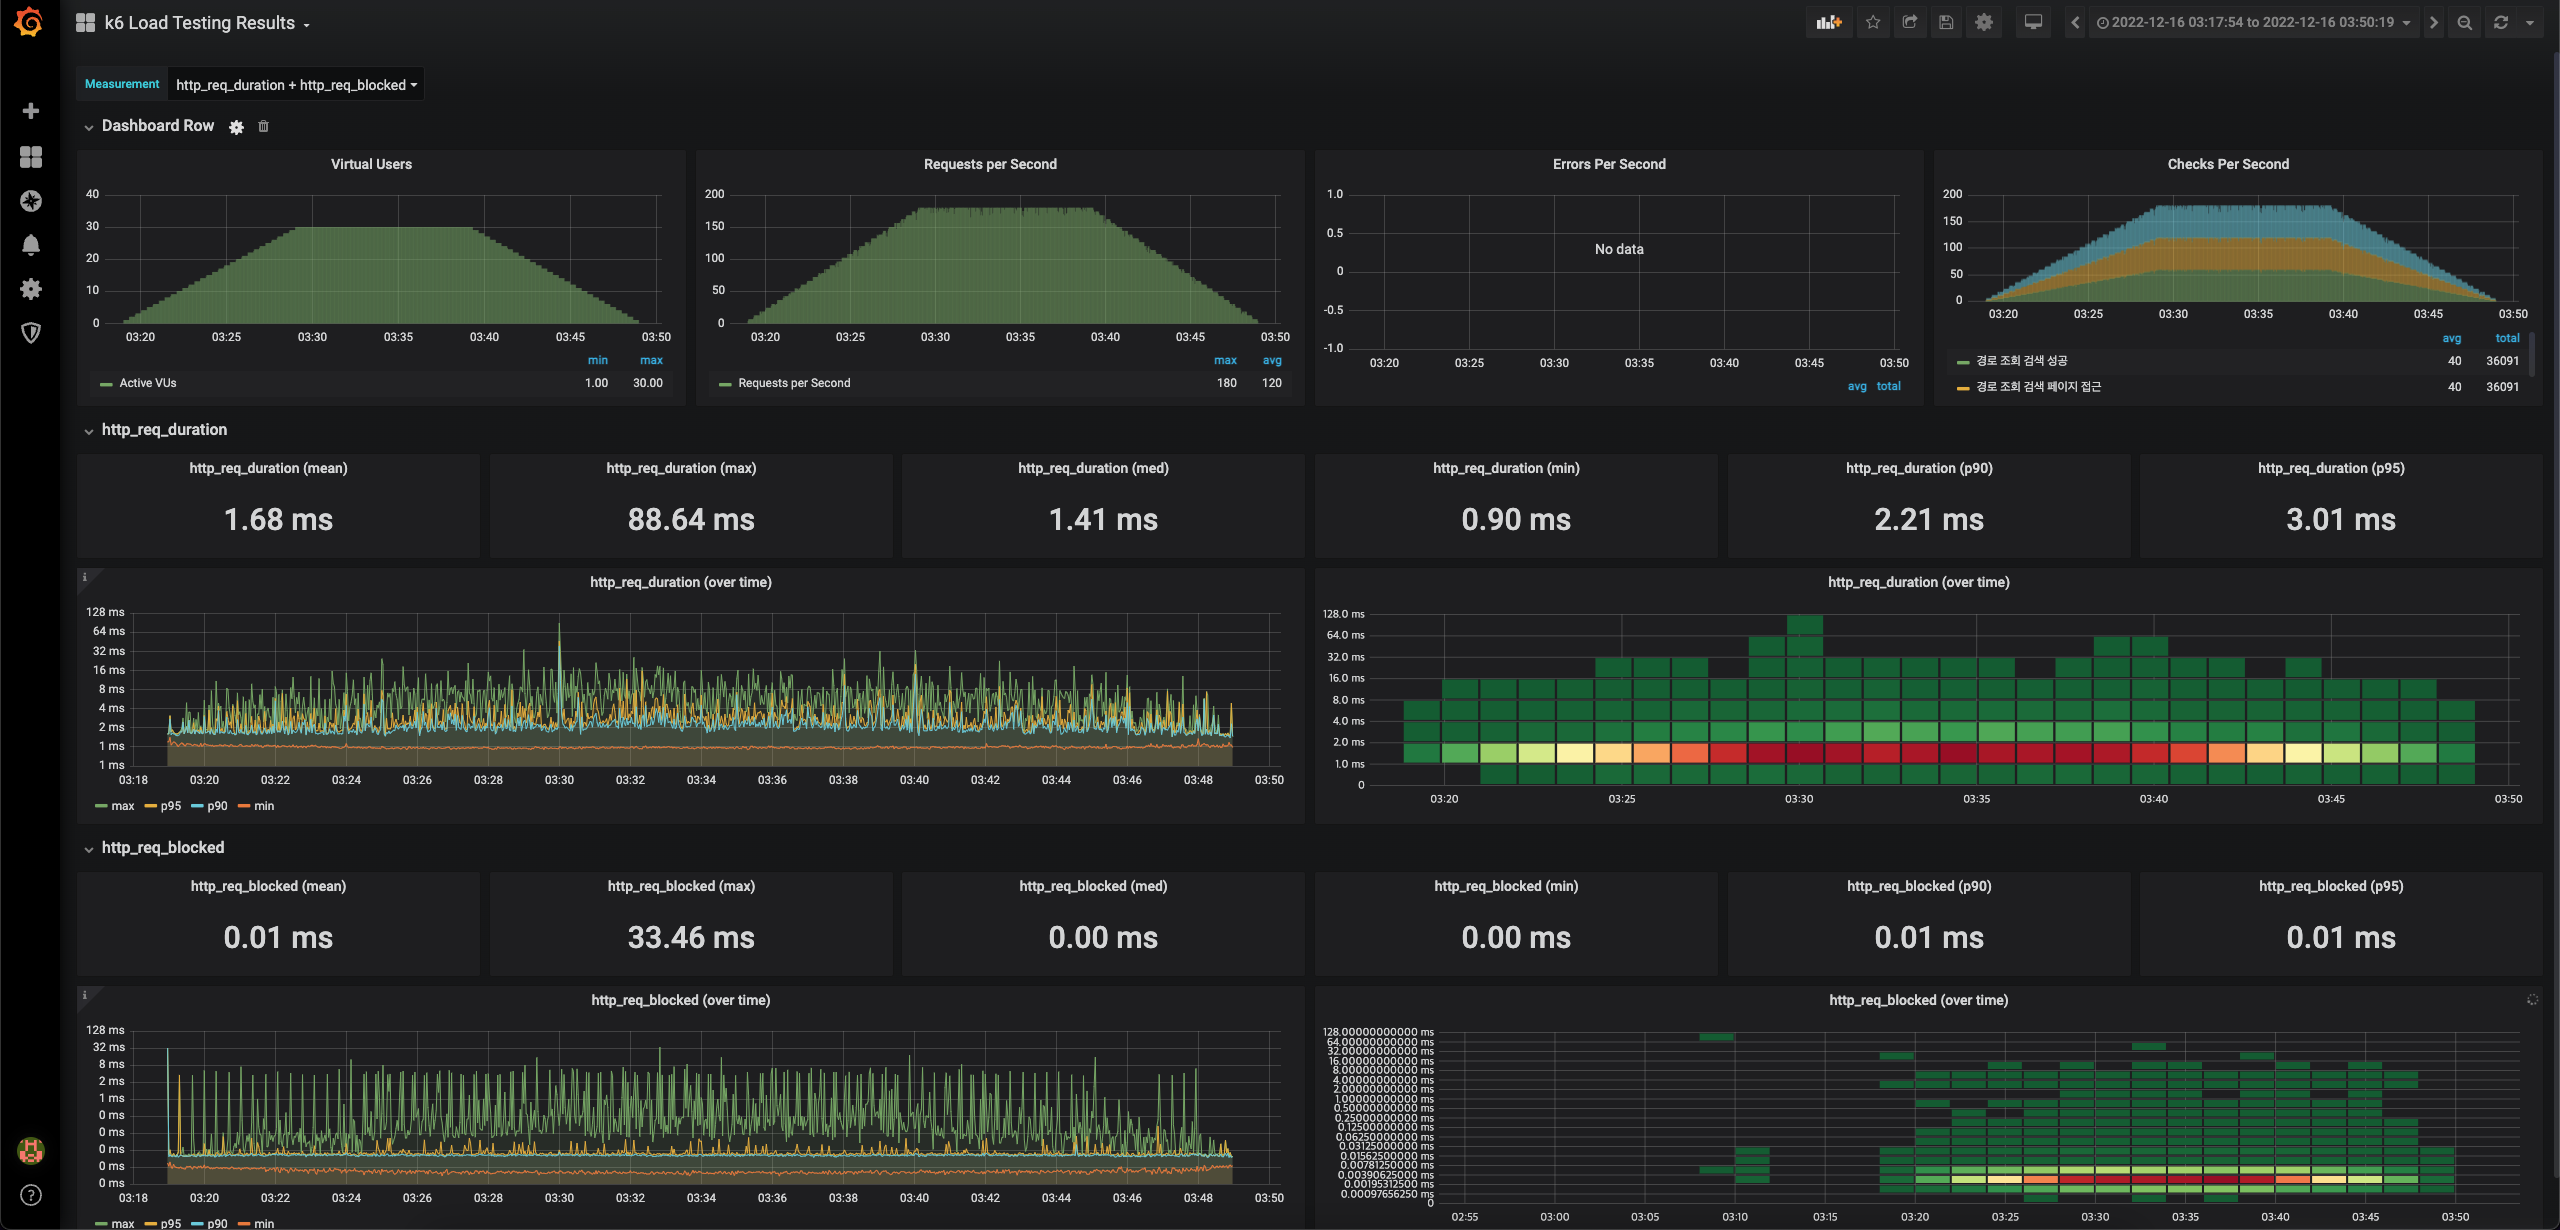 k6 Load Testing Results
2022-12-16 03:17:54 to 2022-12-16 03:50:19
Measurement http_req_duration + http_req_blocked
Dashboard Row
Virtual Users
40
30
20
10
0
03:20 03:25 03:30 03:35 03:40 03:45 03:50
min max
Active VUs 1.00 30.00
Requests per Second
200
150
100
50
0
03:20 03:25 03:30 03:35 03:40 03:45 03:50
max avg
Requests per Second 180 120
Errors Per Second
1.0
0.5
0
-0.5
-1.0
No data
03:20 03:25 03:30 03:35 03:40 03:45 03:50
avg total
Checks Per Second
200
150
100
50
0
03:20 03:25 03:30 03:35 03:40 03:45 03:50
avg total
경로 조회 검색 성공 40 36091
경로 조회 검색 페이지 접근 40 36091
http_req_duration
http_req_duration (mean)
1.68 ms
http_req_duration (max)
88.64 ms
http_req_duration (med)
1.41 ms
http_req_duration (min)
0.90 ms
http_req_duration (p90)
2.21 ms
http_req_duration (p95)
3.01 ms
http_req_duration (over time)
128 ms
64 ms
32 ms
16 ms
8 ms
4 ms
2 ms
1 ms
1 ms
03:18 03:20 03:22 03:24 03:26 03:28 03:30 03:32 03:34 03:36 03:38 03:40 03:42 03:44 03:46 03:48 03:50
max p95 p90 min
http_req_duration (over time)
128.0 ms
64.0 ms
32.0 ms
16.0 ms
8.0 ms
4.0 ms
2.0 ms
1.0 ms
0
03:20 03:25 03:30 03:35 03:40 03:45 03:50
http_req_blocked
http_req_blocked (mean)
0.01 ms
http_req_blocked (max)
33.46 ms
http_req_blocked (med)
0.00 ms
http_req_blocked (min)
0.00 ms
http_req_blocked (p90)
0.01 ms
http_req_blocked (p95)
0.01 ms
http_req_blocked (over time)
128 ms
32 ms
8 ms
2 ms
1 ms
0 ms
0 ms
0 ms
0 ms
0 ms
03:18 03:20 03:22 03:24 03:26 03:28 03:30 03:32 03:34 03:36 03:38 03:40 03:42 03:44 03:46 03:48 03:50
max p95 p90 min
http_req_blocked (over time)
128.00000000000 ms
64.00000000000 ms
32.00000000000 ms
16.00000000000 ms
8.00000000000 ms
4.00000000000 ms
2.00000000000 ms
1.00000000000 ms
0.50000000000 ms
0.25000000000 ms
0.12500000000 ms
0.06250000000 ms
0.03125000000 ms
0.01562500000 ms
0.00781250000 ms
0.00390625000 ms
0.00195312500 ms
0.00097656250 ms
0
02:55 03:00 03:05 03:10 03:15 03:20 03:25 03:30 03:35 03:40 03:45 03:50